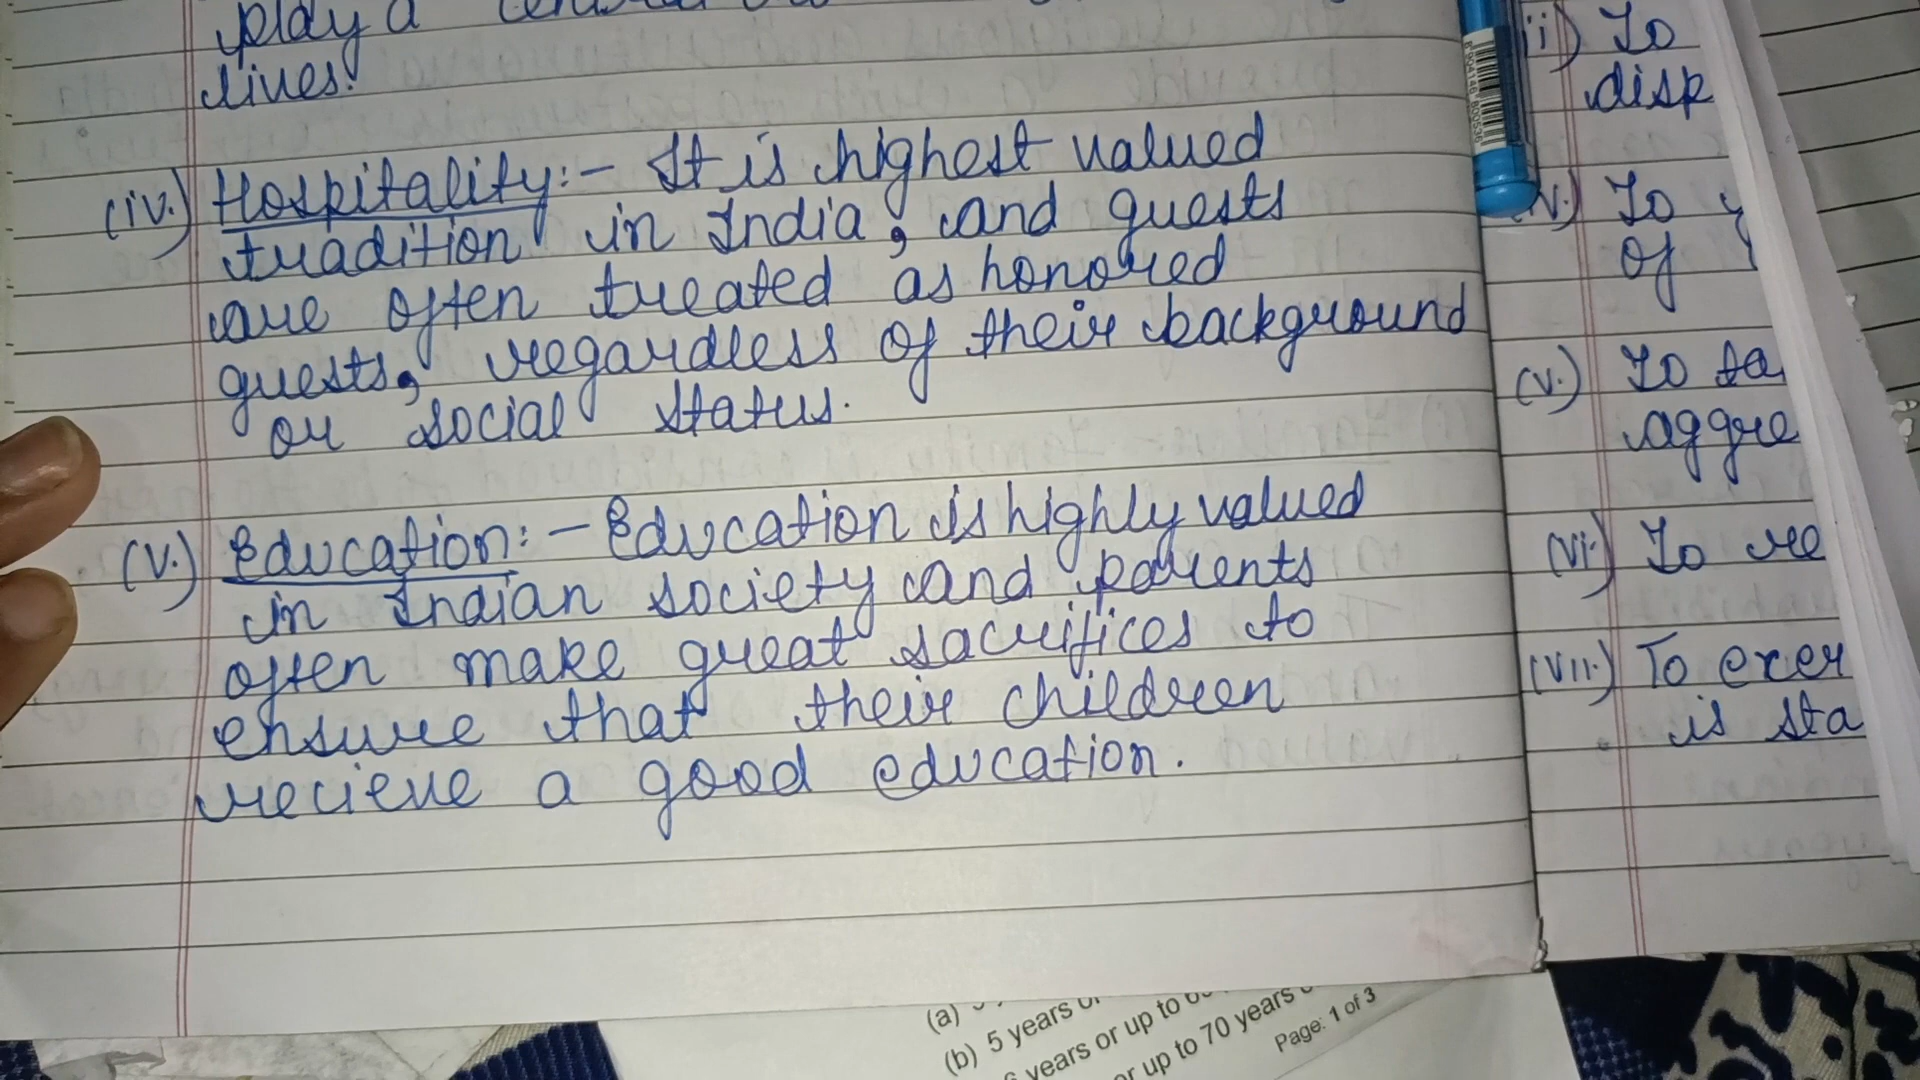 play a
lives.
(iv.) Hospitality:- It is highest valued
tradition in India, and guests
are often treated as honored
guests, regardless of their background
or social status.
(v.) Education:- Education is highly valued
in Indian society and parents
often make great sacrifices to
ensure that their children
recieve a good education.
ii) To
disp
iv.) To y
of
(v.) To ta
aggre
(vi) To re
(vii.) To exer
is sta
(a)
(b) 5 years or
years or up to
or up to 70 years
Page: 1 of 3